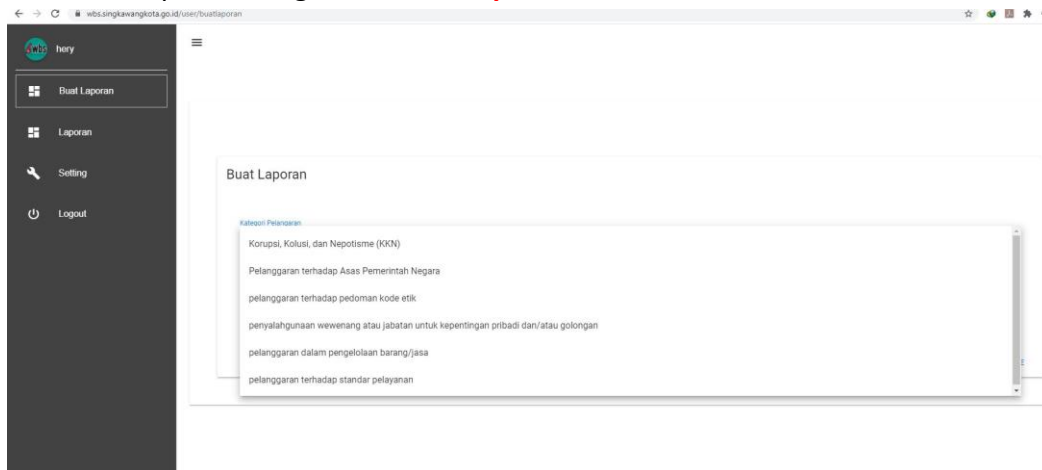 wbs.singkawangkota.go.id/user/buatlaporan
wbs
hery
Buat Laporan
Laporan
Setting
Logout
Buat Laporan
Kategori Pelangaran
Korupsi, Kolusi, dan Nepotisme (KKN)
Pelanggaran terhadap Asas Pemerintah Negara
pelanggaran terhadap pedoman kode etik
penyalahgunaan wewenang atau jabatan untuk kepentingan pribadi dan/atau golongan
pelanggaran dalam pengelolaan barang/jasa
pelanggaran terhadap standar pelayanan